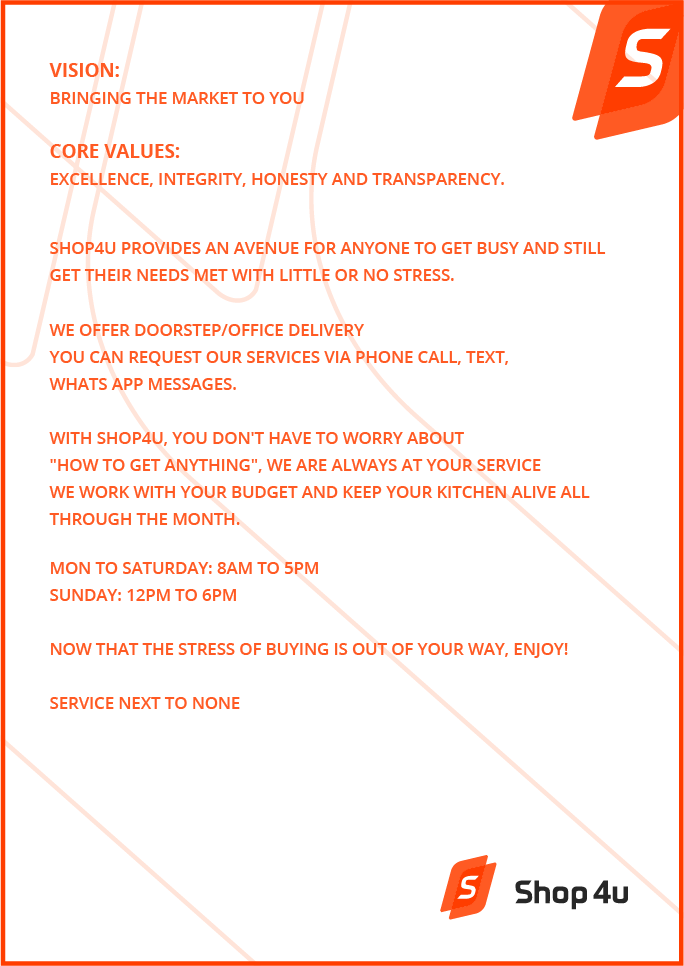 S
VISION:
BRINGING THE MARKET TO YOU
CORE VALUES:
EXCELLENCE, INTEGRITY, HONESTY AND TRANSPARENCY.
SHOP4U PROVIDES AN AVENUE FOR ANYONE TO GET BUSY AND STILL
GET THEIR NEEDS MET WITH LITTLE OR NO STRESS.
WE OFFER DOORSTEP/OFFICE DELIVERY
YOU CAN REQUEST OUR SERVICES VIA PHONE CALL, TEXT,
WHATS APP MESSAGES.
WITH SHOP4U, YOU DON'T HAVE TO WORRY ABOUT
"HOW TO GET ANYTHING", WE ARE ALWAYS AT YOUR SERVICE
WE WORK WITH YOUR BUDGET AND KEEP YOUR KITCHEN ALIVE ALL
THROUGH THE MONTH.
MON TO SATURDAY: 8AM TO 5PM
SUNDAY: 12PM TO 6PM
NOW THAT THE STRESS OF BUYING IS OUT OF YOUR WAY, ENJOY!
SERVICE NEXT TO NONE
S Shop 4u